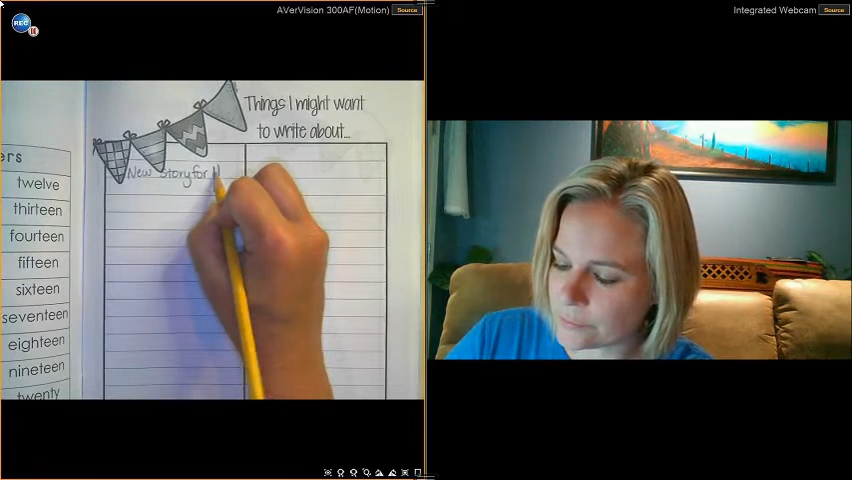 AVerVision 300AF(Motion)
Source
Integrated Webcam
Source
REC
Things I might want
to write about...
ers
twelve
thirteen
fourteen
fifteen
sixteen
seventeen
eighteen
nineteen
twenty
New Story for